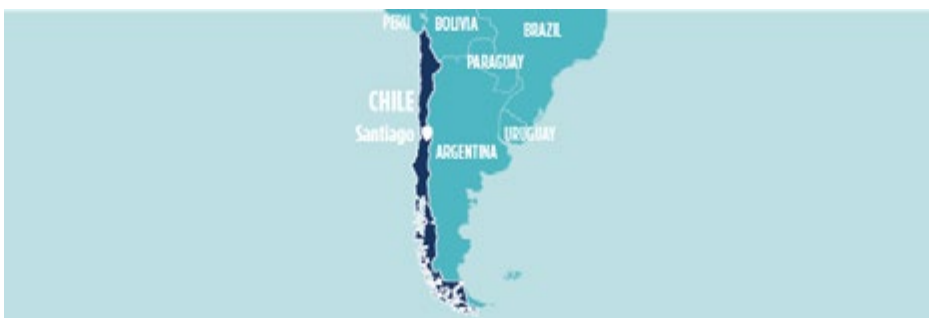 PERU
BOLIVIA
BRAZIL
PARAGUAY
CHILE
Santiago
URUGUAY
ARGENTINA